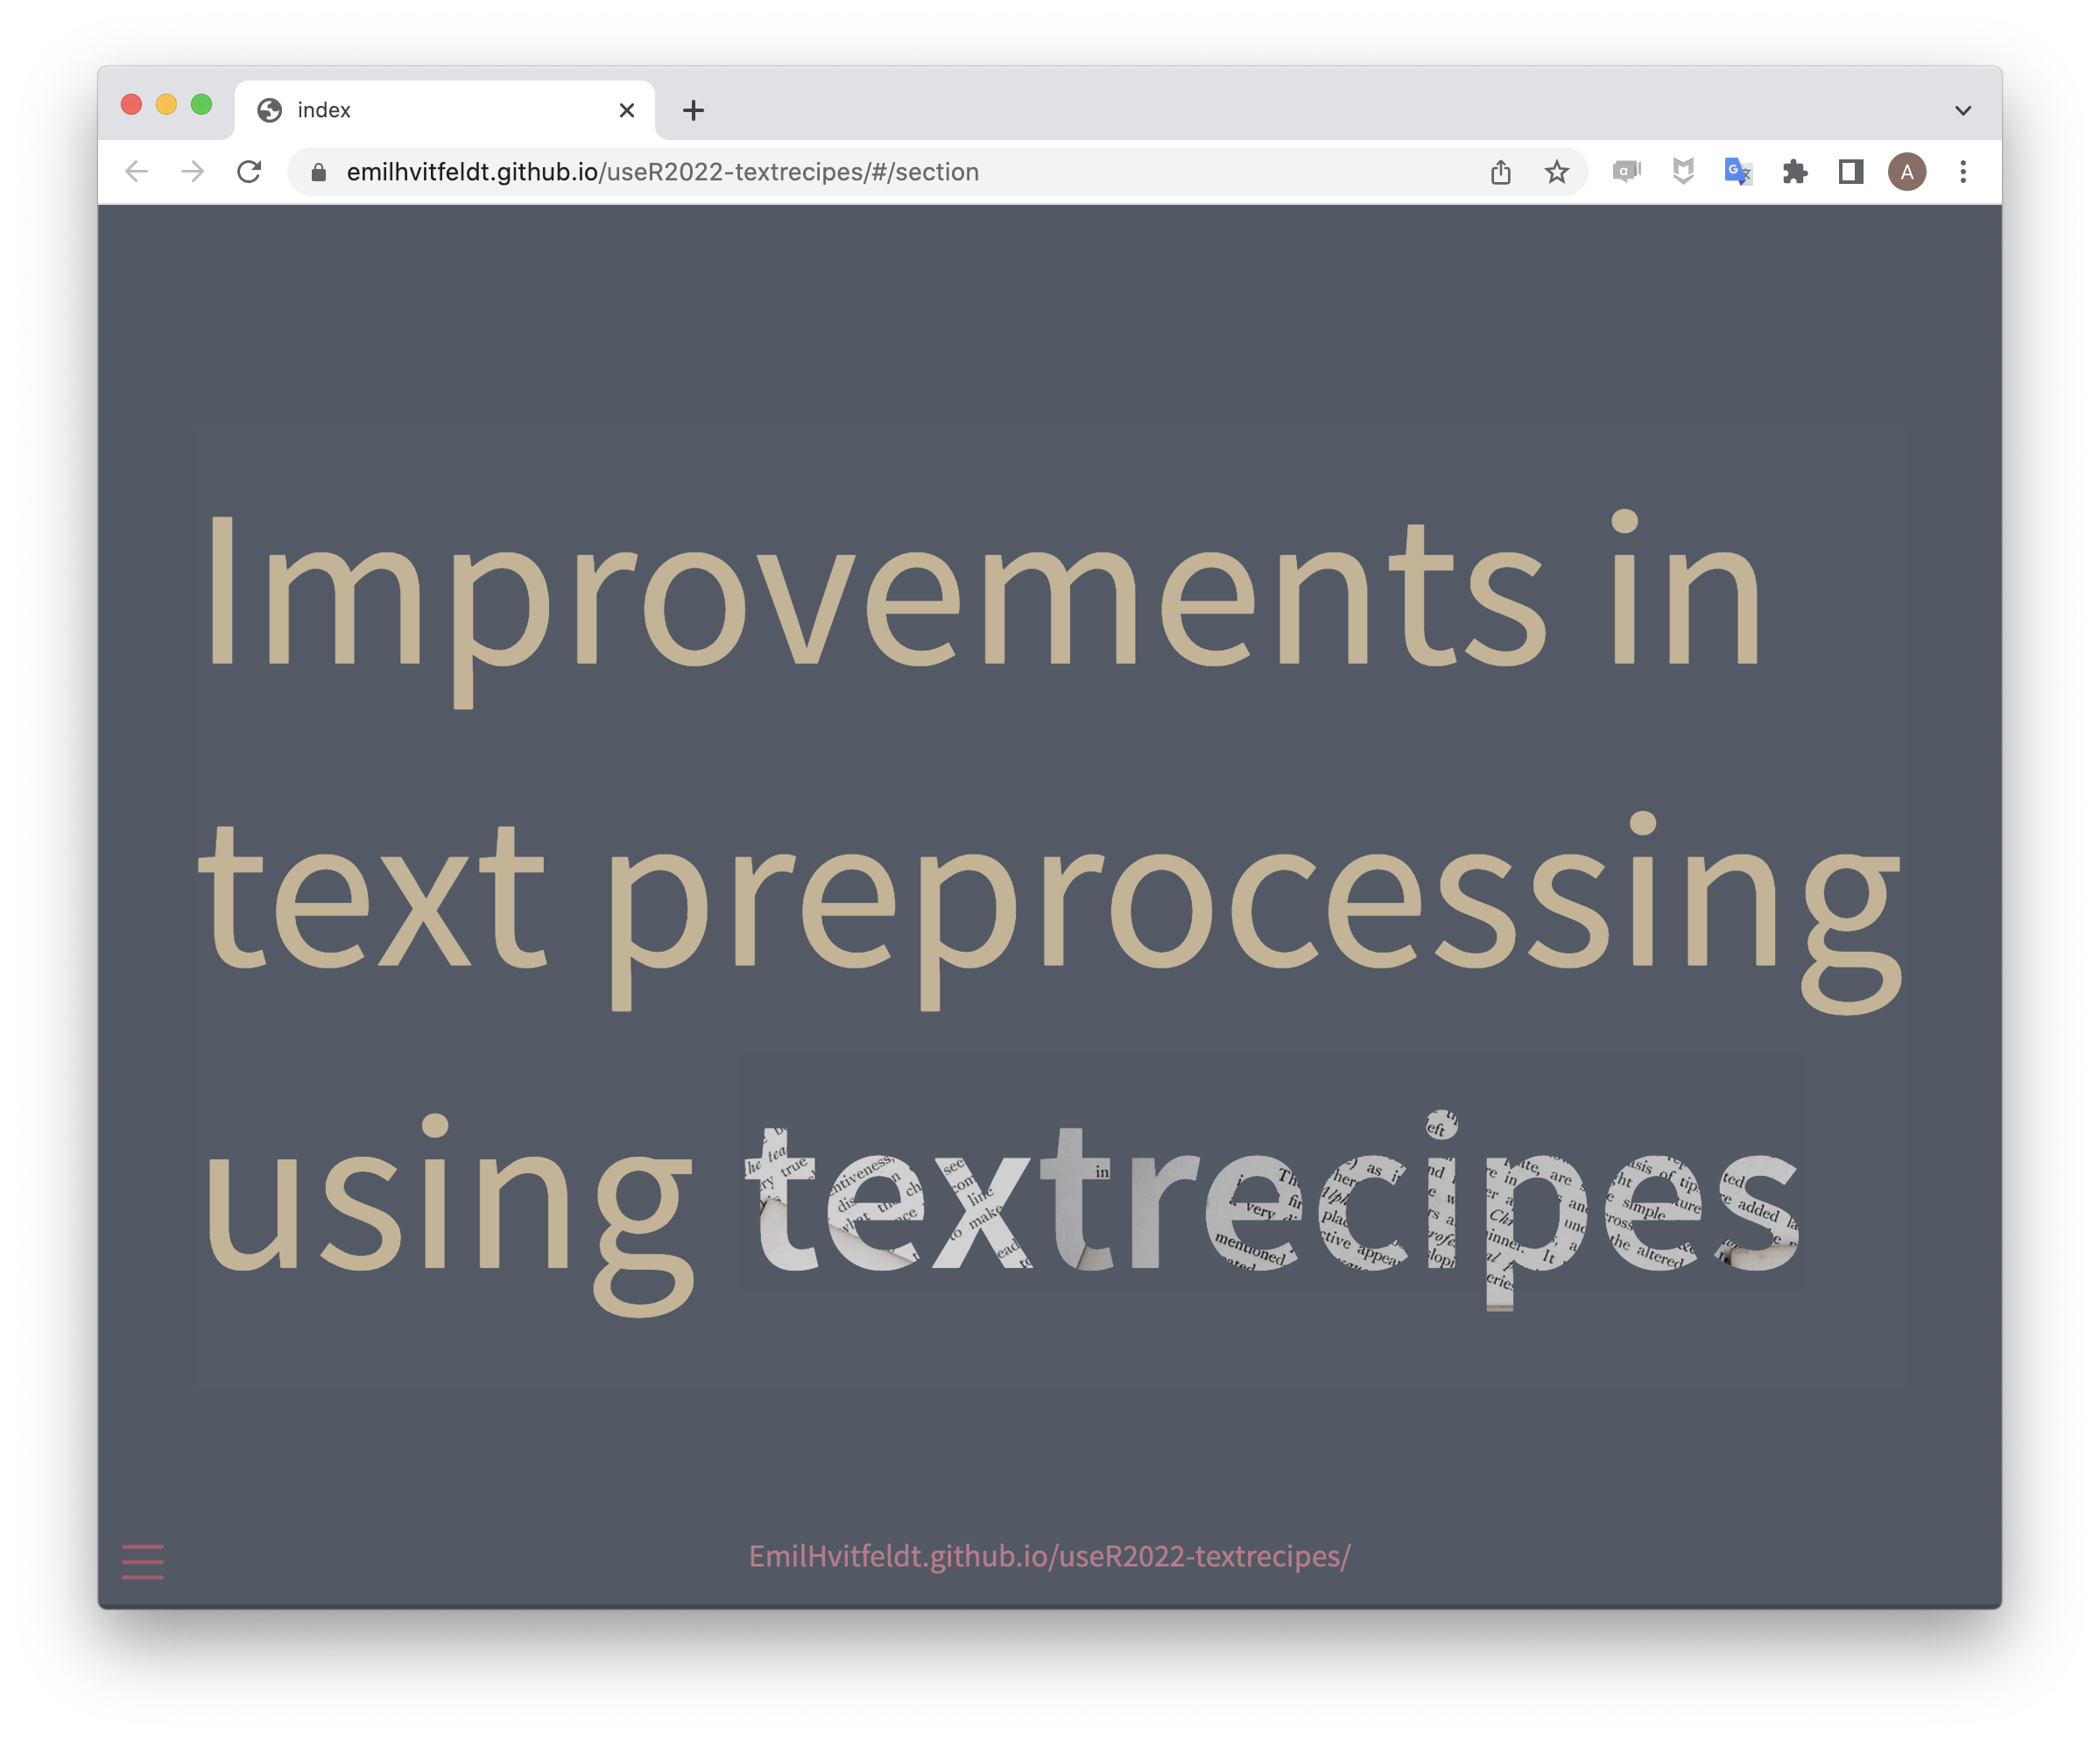 index
emilhvitfeldt.github.io/useR2022-textrecipes/#/section
A
Improvements in
text preprocessing
using textrecipes
EmilHvitfeldt.github.io/useR2022-textrecipes/